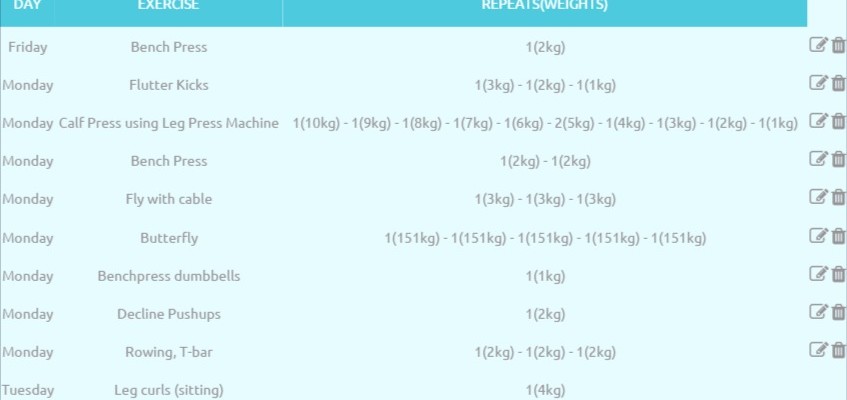 DAY EXERCISE REPEATS(WEIGHTS)
Friday Bench Press 1(2kg)
Monday Flutter Kicks 1(3kg) - 1(2kg) - 1(1kg)
Monday Calf Press using Leg Press Machine 1(10kg) - 1(9kg) - 1(8kg) - 1(7kg) - 1(6kg) - 2(5kg) - 1(4kg) - 1(3kg) - 1(2kg) - 1(1kg)
Monday Bench Press 1(2kg) - 1(2kg)
Monday Fly with cable 1(3kg) - 1(3kg) - 1(3kg)
Monday Butterfly 1(151kg) - 1(151kg) - 1(151kg) - 1(151kg) - 1(151kg)
Monday Benchpress dumbbells 1(1kg)
Monday Decline Pushups 1(2kg)
Monday Rowing, T-bar 1(2kg) - 1(2kg) - 1(2kg)
Tuesday Leg curls (sitting) 1(4kg)